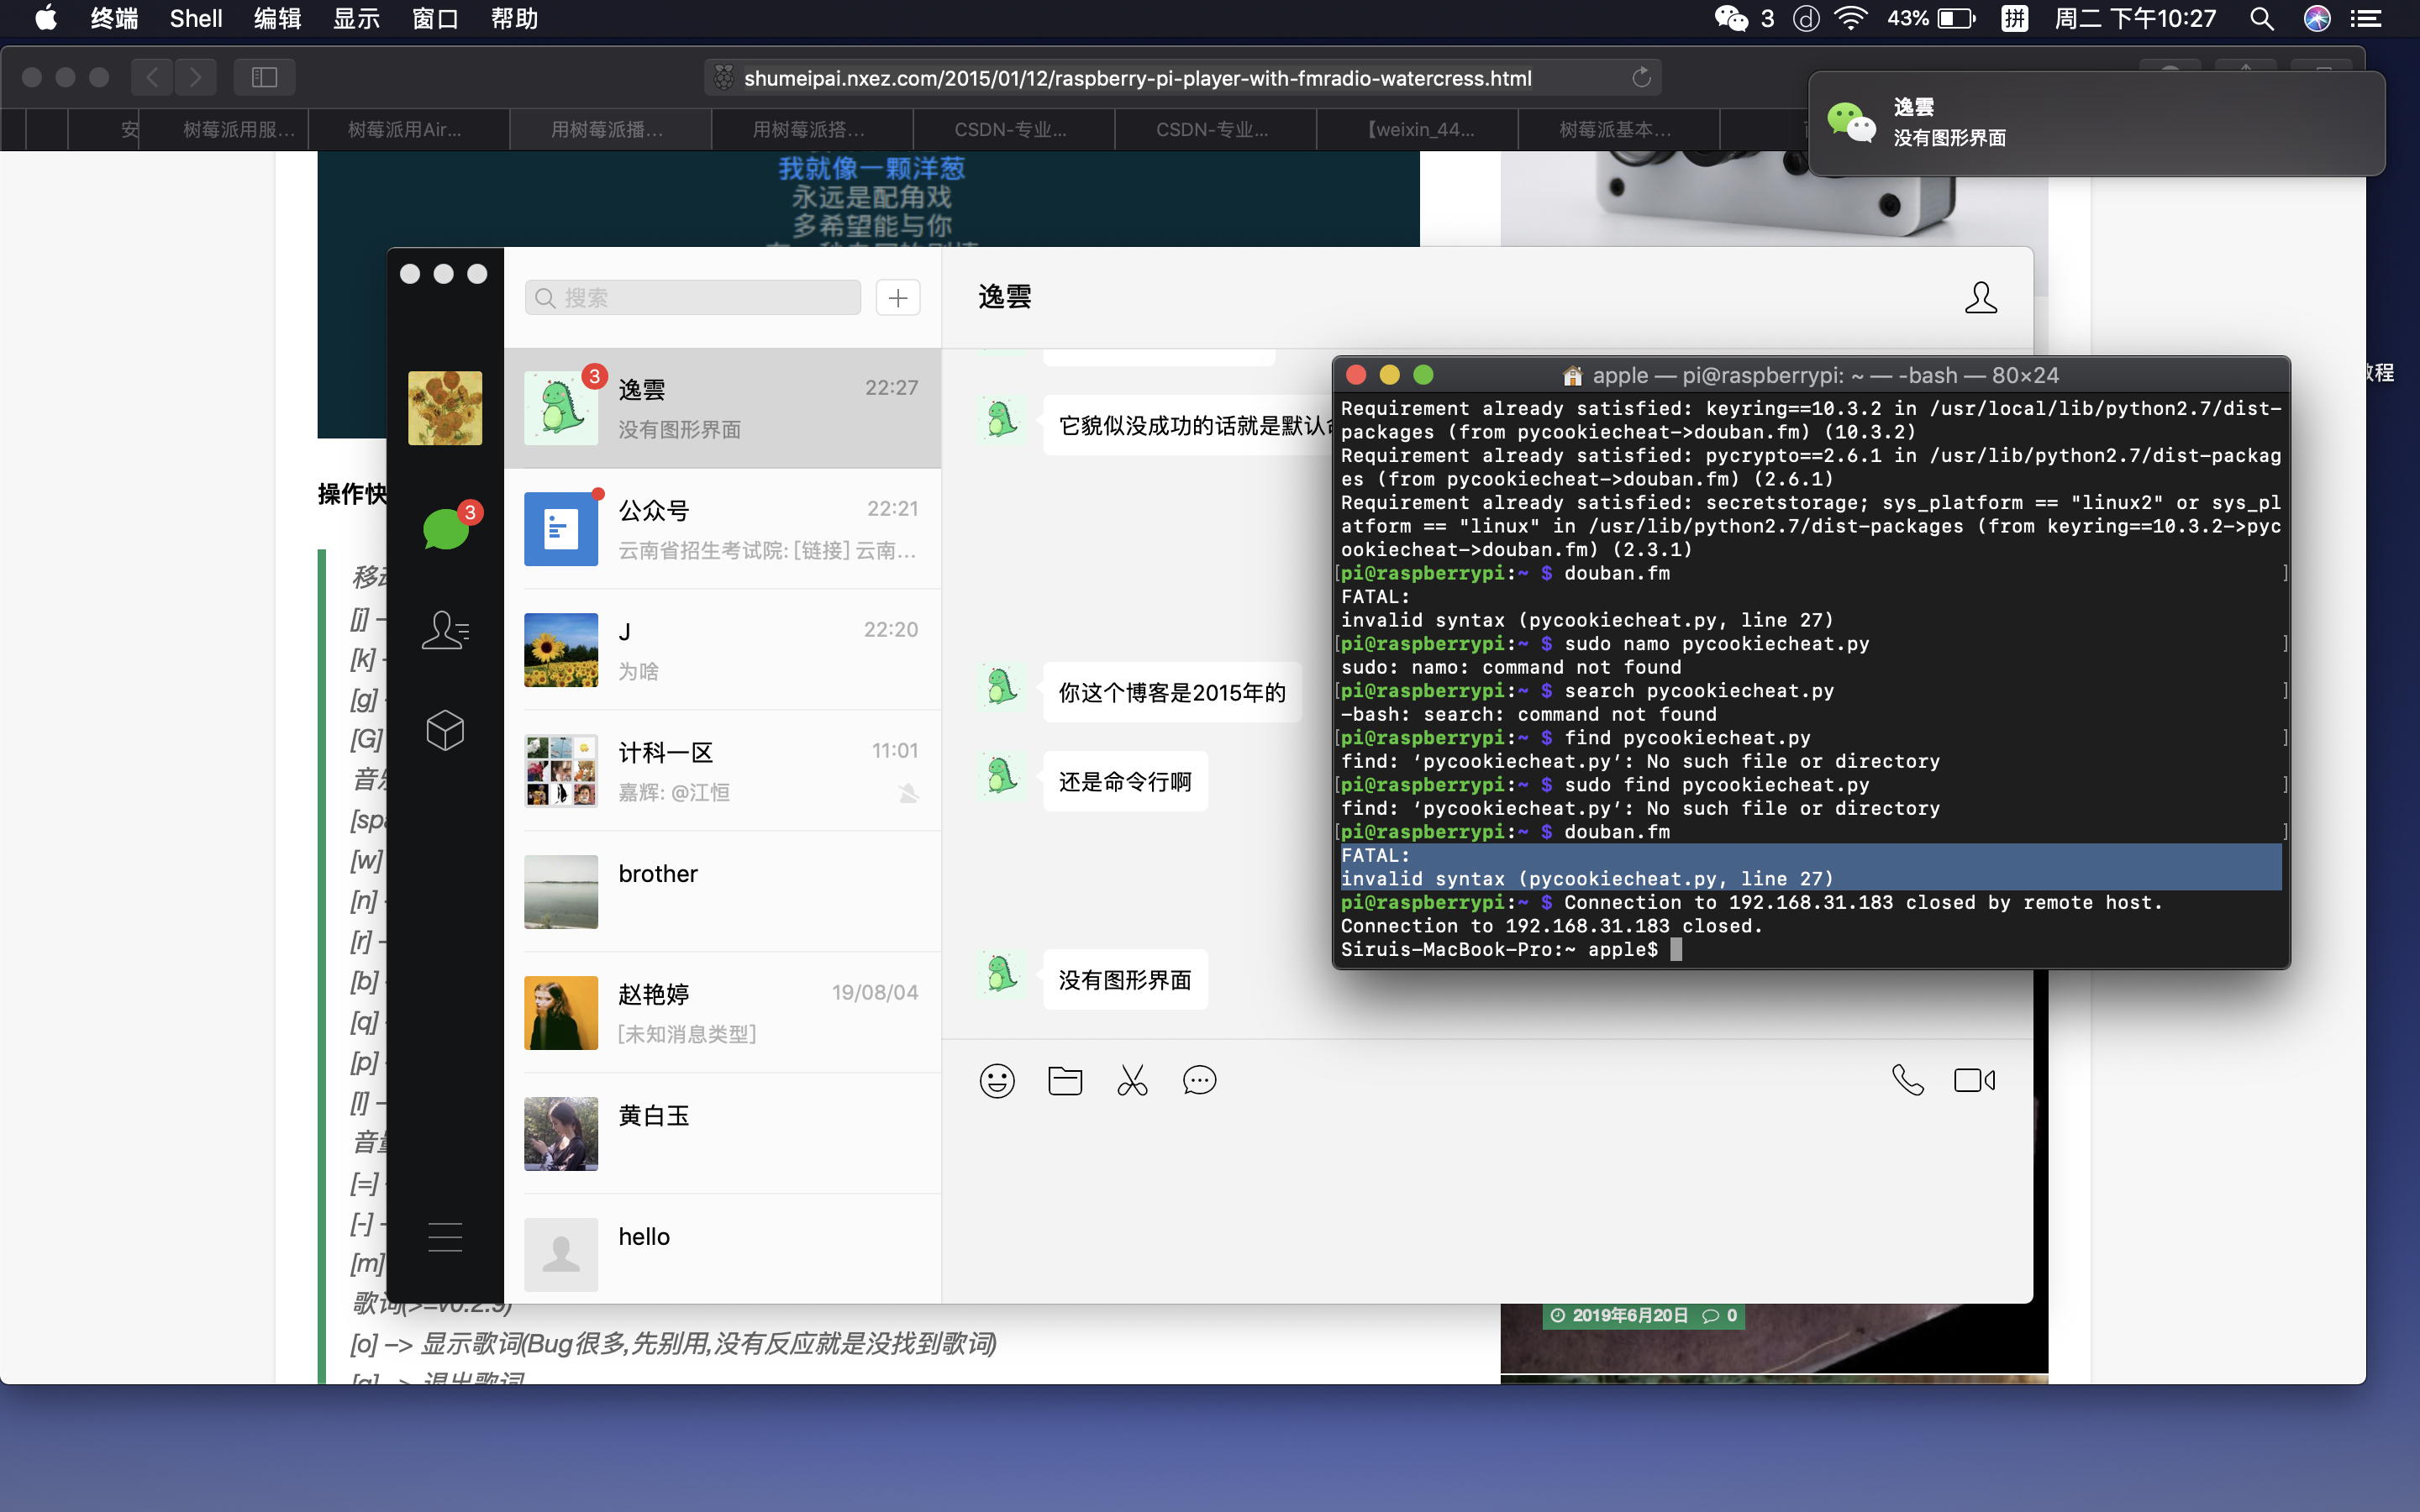 终端 Shell 编辑 显示 窗口 帮助
3 43% 拼 周二 下午10:27
shumeipai.nxez.com/2015/01/12/raspberry-pi-player-with-fmradio-watercress.html
安 树莓派用服... 树莓派用Air... 用树莓派播... 用树莓派搭... CSDN-专业... CSDN-专业... 【weixin_44... 树莓派基本...
逸雲
没有图形界面
我就像一颗洋葱
永远是配角戏
多希望能与你
教程
操作快
移动
[j] –
[k] -
[g] -
[G]
音乐
[spa
[w]
[n] -
[r] –
[b] -
[q] -
[p] -
[l] –
音量
[=] -
[-] -
[m]
歌词(>=v0.2.9)
[o] –> 显示歌词(Bug很多,先别用,没有反应就是没找到歌词)
[q] –> 退出歌词
2019年6月20日 0
搜索
3
逸雲 22:27
3
没有图形界面
公众号 22:21
云南省招生考试院: [链接] 云南...
J 22:20
为啥
计科一区 11:01
嘉辉: @江恒
brother
赵艳婷 19/08/04
[未知消息类型]
黄白玉
hello
逸雲
它貌似没成功的话就是默认
你这个博客是2015年的
还是命令行啊
没有图形界面
apple — pi@raspberrypi: ~ — -bash — 80×24
Requirement already satisfied: keyring==10.3.2 in /usr/local/lib/python2.7/dist-
packages (from pycookiecheat->douban.fm) (10.3.2)
Requirement already satisfied: pycrypto==2.6.1 in /usr/lib/python2.7/dist-packag
es (from pycookiecheat->douban.fm) (2.6.1)
Requirement already satisfied: secretstorage; sys_platform == "linux2" or sys_pl
atform == "linux" in /usr/lib/python2.7/dist-packages (from keyring==10.3.2->pyc
ookiecheat->douban.fm) (2.3.1)
[pi@raspberrypi:~ $ douban.fm ]
FATAL:
invalid syntax (pycookiecheat.py, line 27)
[pi@raspberrypi:~ $ sudo namo pycookiecheat.py ]
sudo: namo: command not found
[pi@raspberrypi:~ $ search pycookiecheat.py ]
-bash: search: command not found
[pi@raspberrypi:~ $ find pycookiecheat.py ]
find: ‘pycookiecheat.py’: No such file or directory
[pi@raspberrypi:~ $ sudo find pycookiecheat.py ]
find: ‘pycookiecheat.py’: No such file or directory
[pi@raspberrypi:~ $ douban.fm ]
FATAL:
invalid syntax (pycookiecheat.py, line 27)
pi@raspberrypi:~ $ Connection to 192.168.31.183 closed by remote host.
Connection to 192.168.31.183 closed.
Siruis-MacBook-Pro:~ apple$